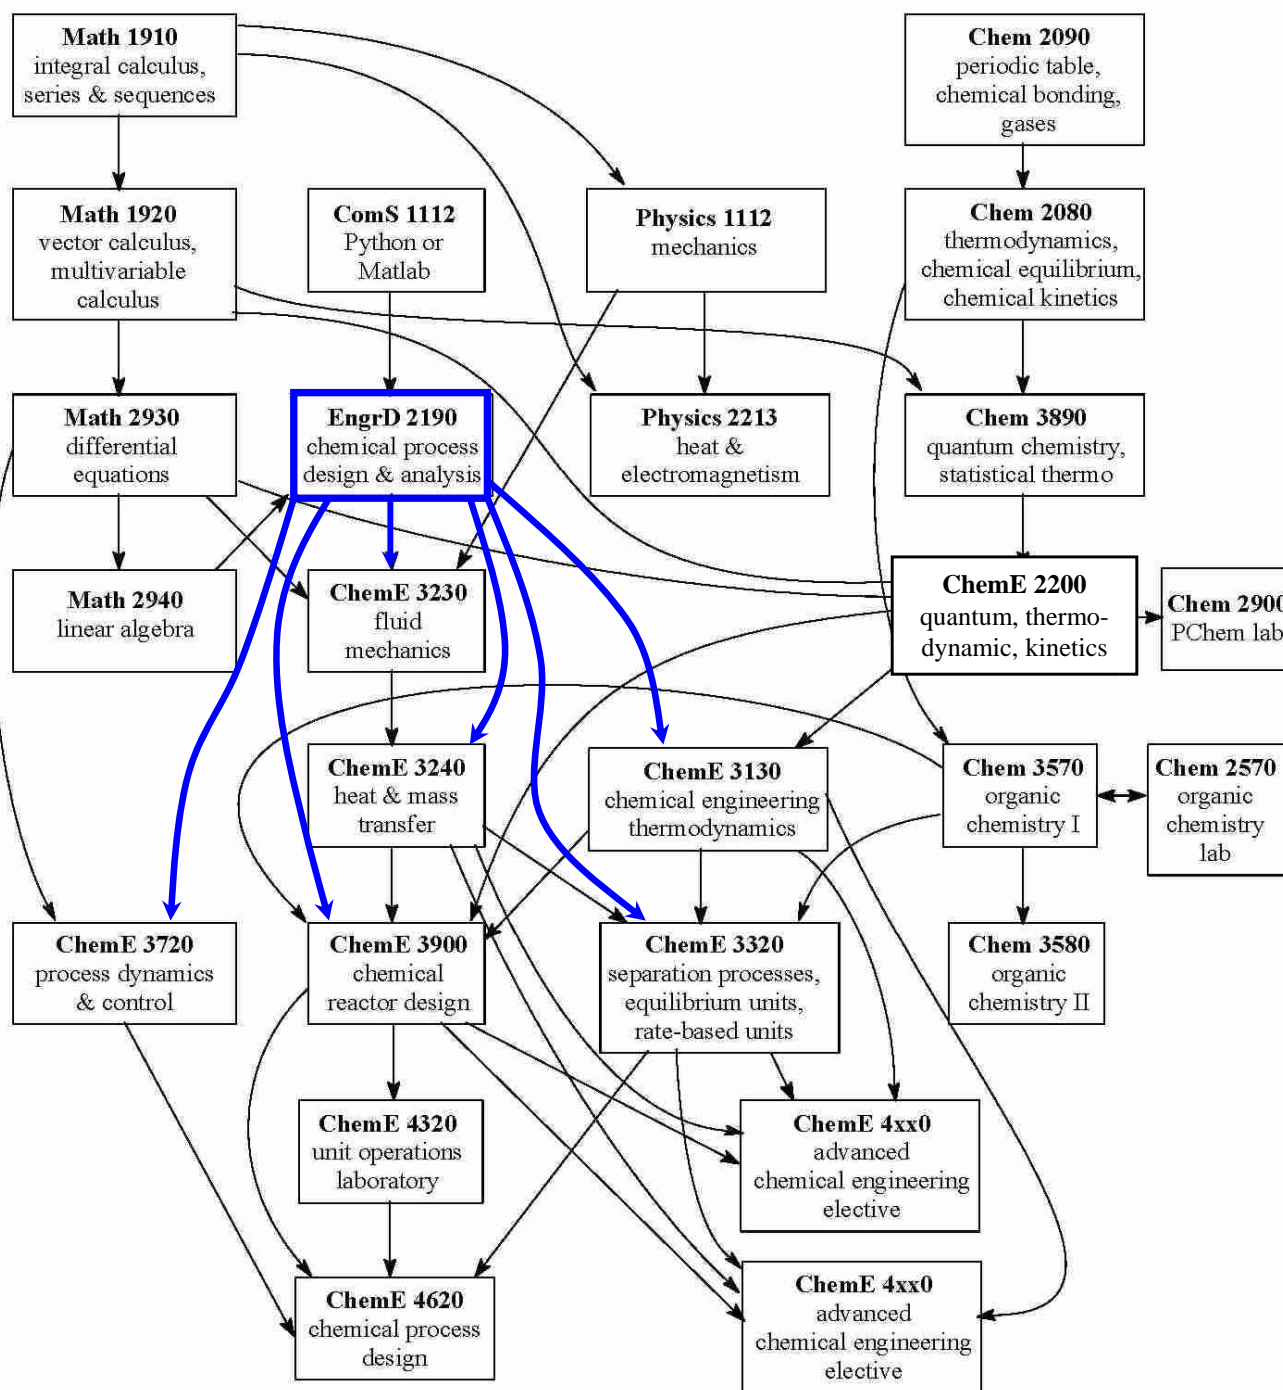 Math 1910
integral calculus,
series & sequences
Chem 2090
periodic table,
chemical bonding,
gases
Math 1920
vector calculus,
multivariable
calculus
ComS 1112
Python or
Matlab
Physics 1112
mechanics
Chem 2080
thermodynamics,
chemical equilibrium,
chemical kinetics
Math 2930
differential
equations
EngrD 2190
chemical process
design & analysis
Physics 2213
heat &
electromagnetism
Chem 3890
quantum chemistry,
statistical thermo
Math 2940
linear algebra
ChemE 3230
fluid
mechanics
ChemE 2200
quantum, thermo-
dynamic, kinetics
Chem 2900
PChem lab
ChemE 3240
heat & mass
transfer
ChemE 3130
chemical engineering
thermodynamics
Chem 3570
organic
chemistry I
Chem 2570
organic
chemistry
lab
ChemE 3720
process dynamics
& control
ChemE 3900
chemical
reactor design
ChemE 3320
separation processes,
equilibrium units,
rate-based units
Chem 3580
organic
chemistry II
ChemE 4320
unit operations
laboratory
ChemE 4xx0
advanced
chemical engineering
elective
ChemE 4620
chemical process
design
ChemE 4xx0
advanced
chemical engineering
elective